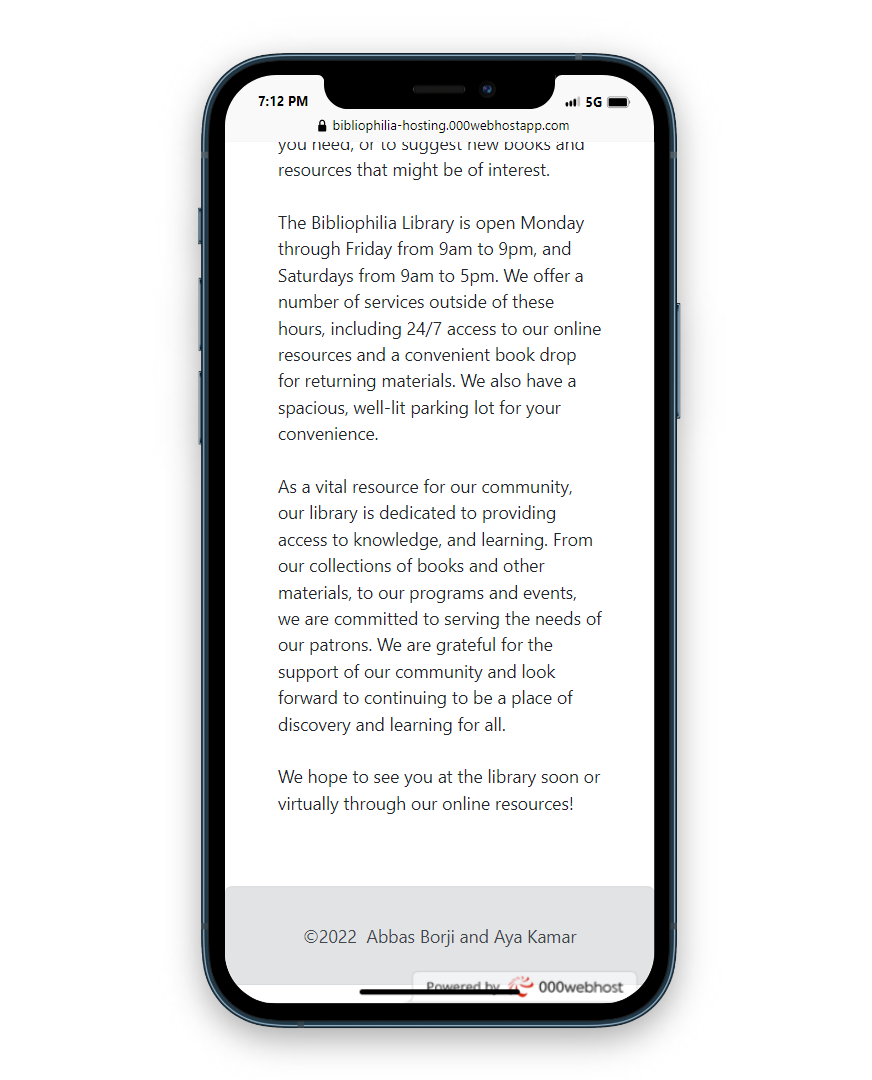 7:12 PM
5G
bibliophilia-hosting.000webhostapp.com
you need, or to suggest new books and
resources that might be of interest.
The Bibliophilia Library is open Monday
through Friday from 9am to 9pm, and
Saturdays from 9am to 5pm. We offer a
number of services outside of these
hours, including 24/7 access to our online
resources and a convenient book drop
for returning materials. We also have a
spacious, well-lit parking lot for your
convenience.
As a vital resource for our community,
our library is dedicated to providing
access to knowledge, and learning. From
our collections of books and other
materials, to our programs and events,
we are committed to serving the needs of
our patrons. We are grateful for the
support of our community and look
forward to continuing to be a place of
discovery and learning for all.
We hope to see you at the library soon or
virtually through our online resources!
©2022 Abbas Borji and Aya Kamar
Powered by 000webhost